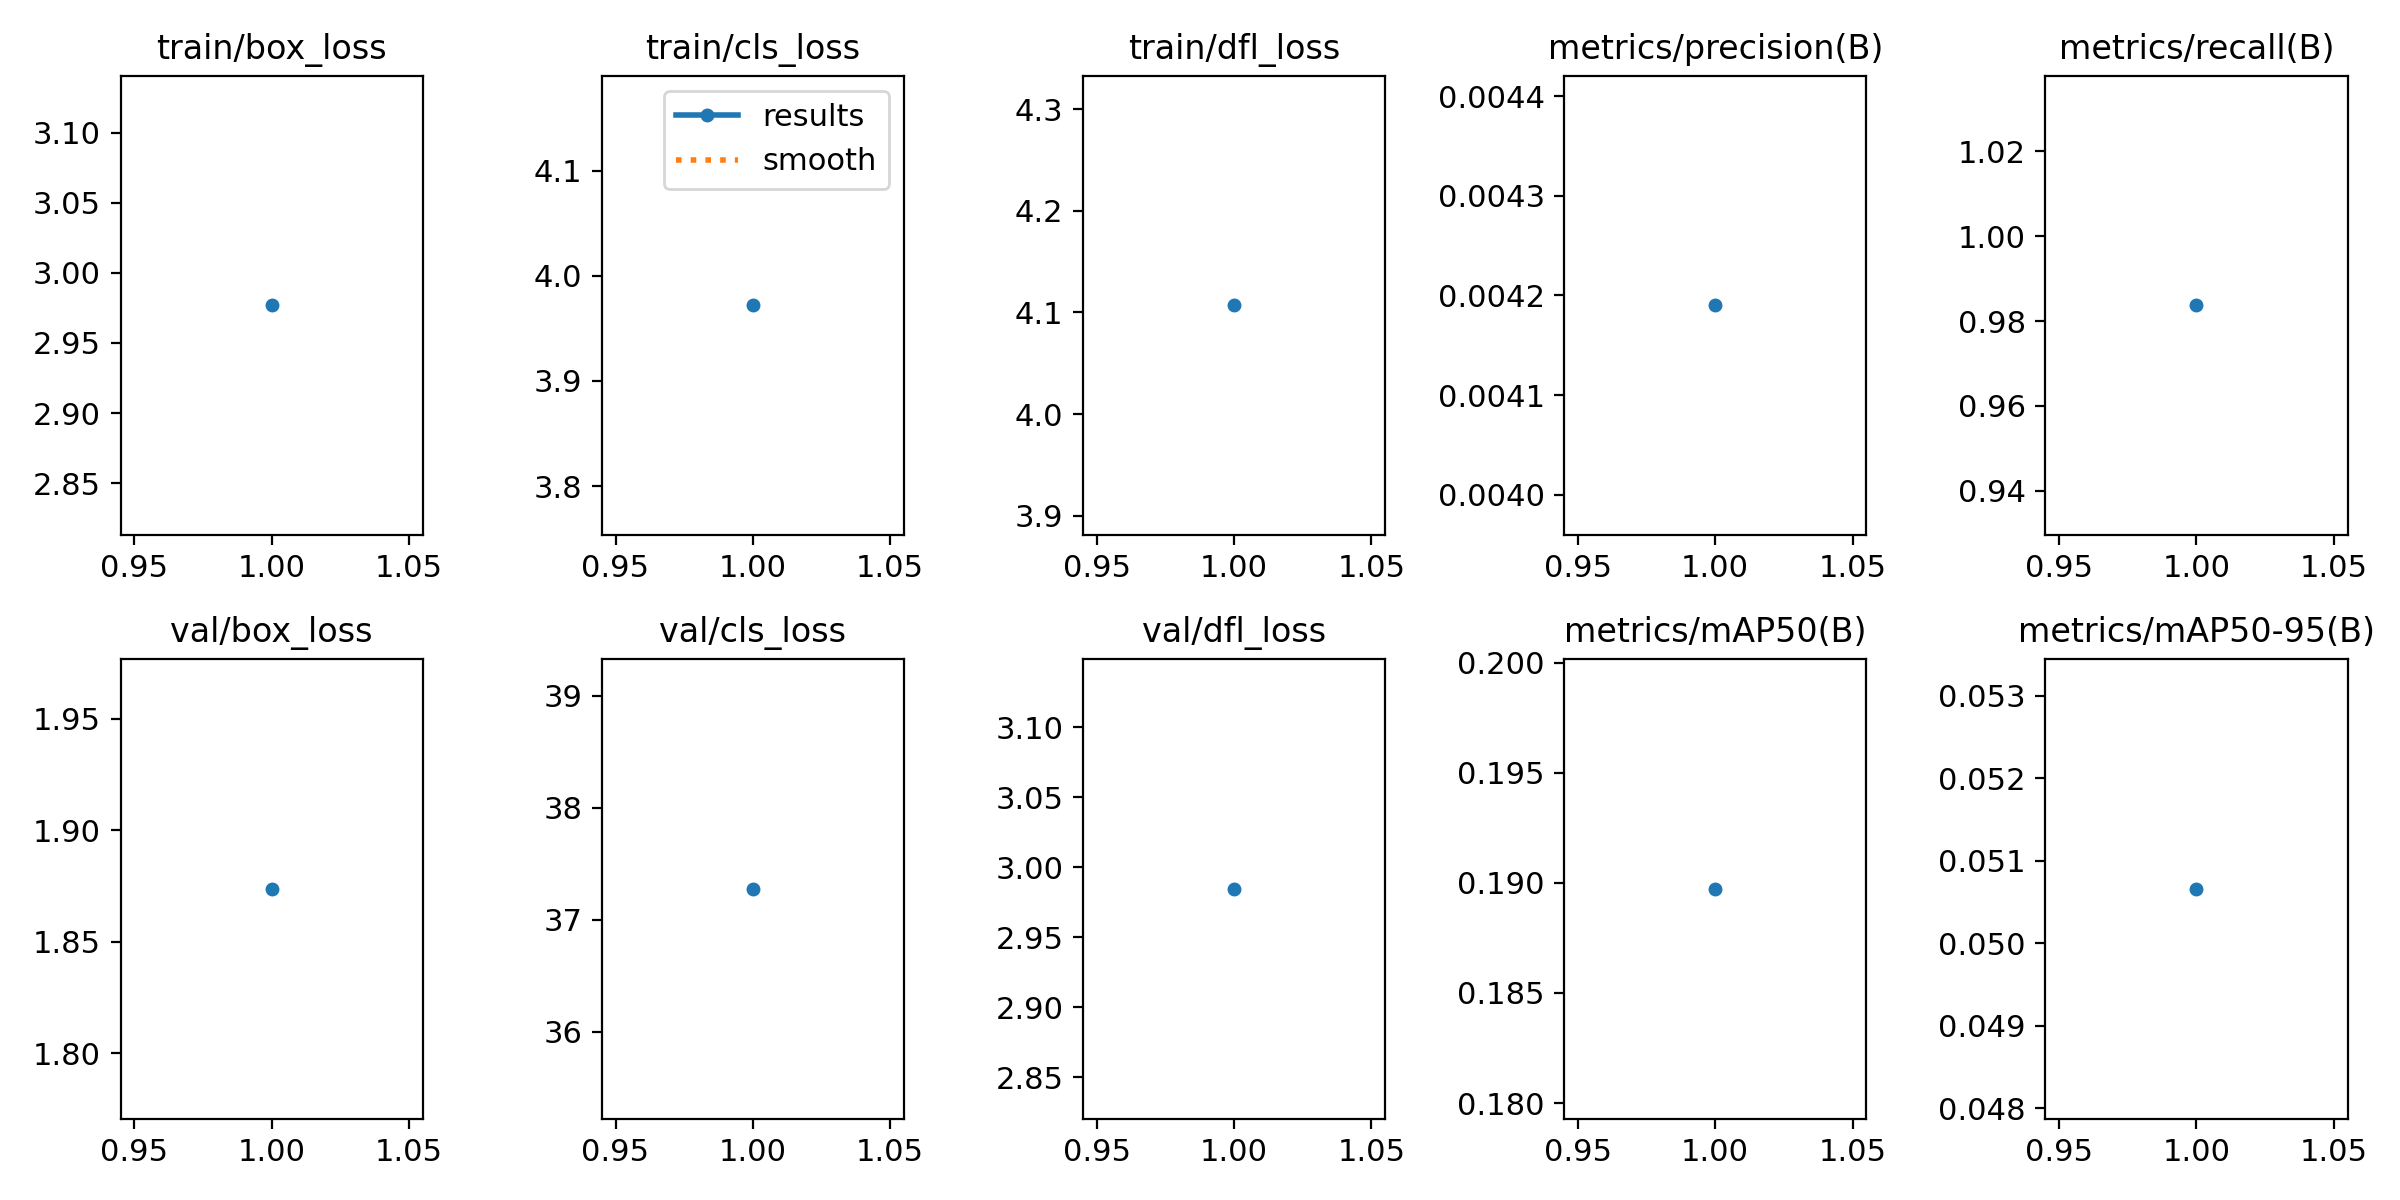 train/box_loss
train/cls_loss
train/dfl_loss
metrics/precision(B)
metrics/recall(B)
3.10
3.05
3.00
2.95
2.90
2.85
0.95 1.00 1.05
results
smooth
4.1
4.0
3.9
3.8
0.95 1.00 1.05
4.3
4.2
4.1
4.0
3.9
0.95 1.00 1.05
0.0044
0.0043
0.0042
0.0041
0.0040
0.95 1.00 1.05
1.02
1.00
0.98
0.96
0.94
0.95 1.00 1.05
val/box_loss
val/cls_loss
val/dfl_loss
metrics/mAP50(B)
metrics/mAP50-95(B)
1.95
1.90
1.85
1.80
0.95 1.00 1.05
39
38
37
36
0.95 1.00 1.05
3.10
3.05
3.00
2.95
2.90
2.85
0.95 1.00 1.05
0.200
0.195
0.190
0.185
0.180
0.95 1.00 1.05
0.053
0.052
0.051
0.050
0.049
0.048
0.95 1.00 1.05